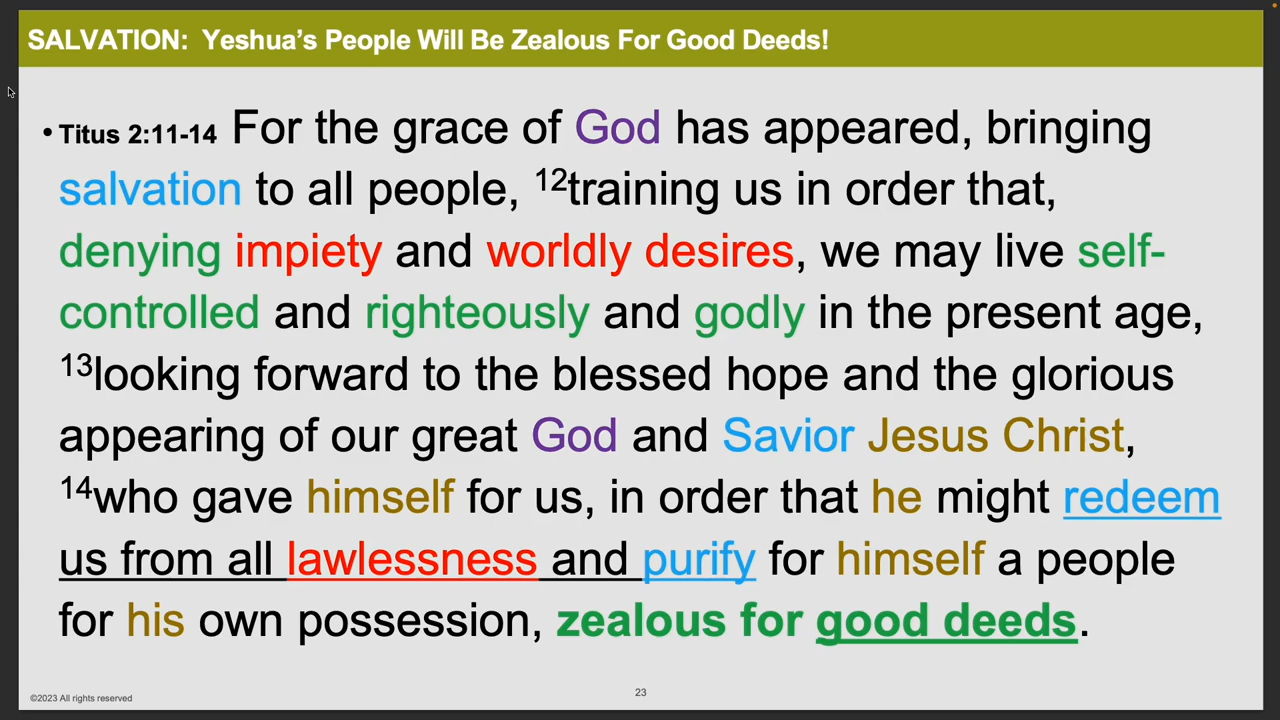 SALVATION: Yeshua's People Will Be Zealous For Good Deeds!
• Titus 2:11-14 For the grace of God has appeared, bringing
salvation to all people, 12training us in order that,
denying impiety and worldly desires, we may live self-
controlled and righteously and godly in the present age,
13looking forward to the blessed hope and the glorious
appearing of our great God and Savior Jesus Christ,
14who gave himself for us, in order that he might redeem
us from all lawlessness and purify for himself a people
for his own possession, zealous for good deeds.
©2023 All rights reserved
23